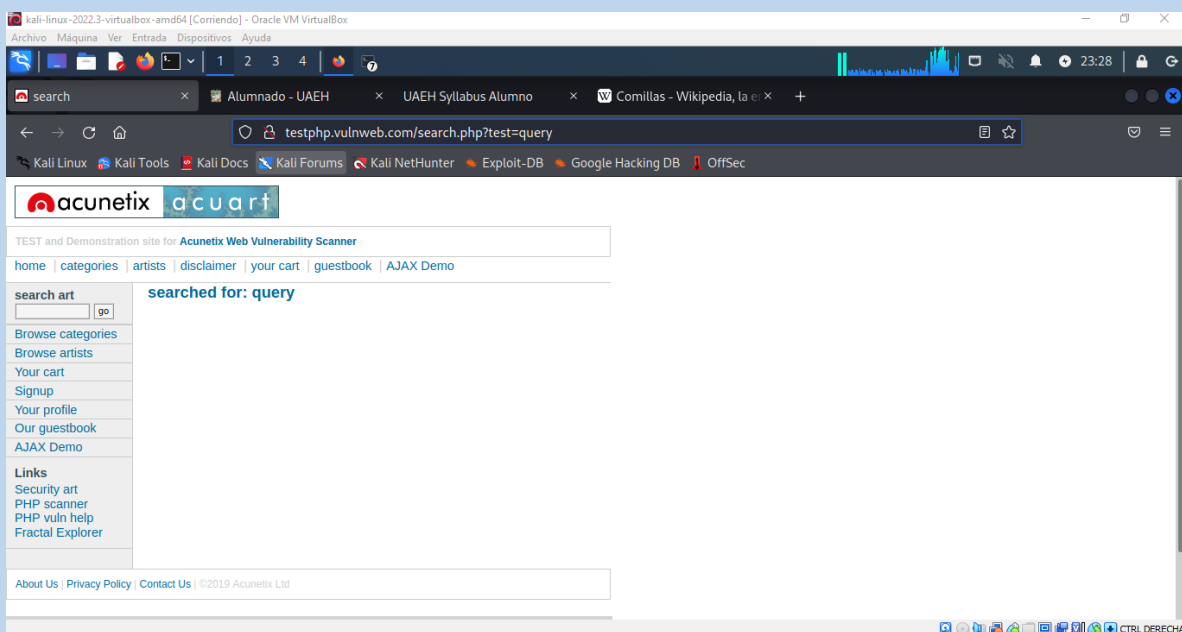 kali-linux-2022.3-virtualbox-amd64 [Corriendo] - Oracle VM VirtualBox
Archivo Máquina Ver Entrada Dispositivos Ayuda
1 2 3 4 7 23:28
search Alumnado - UAEH UAEH Syllabus Alumno Comillas - Wikipedia, la e
testphp.vulnweb.com/search.php?test=query
Kali Linux Kali Tools Kali Docs Kali Forums Kali NetHunter Exploit-DB Google Hacking DB OffSec
acunetix acuart
TEST and Demonstration site for Acunetix Web Vulnerability Scanner
home | categories | artists | disclaimer | your cart | guestbook | AJAX Demo
search art
go
searched for: query
Browse categories
Browse artists
Your cart
Signup
Your profile
Our guestbook
AJAX Demo
Links
Security art
PHP scanner
PHP vuln help
Fractal Explorer
About Us | Privacy Policy | Contact Us | ©2019 Acunetix Ltd
CTRL DERECHA